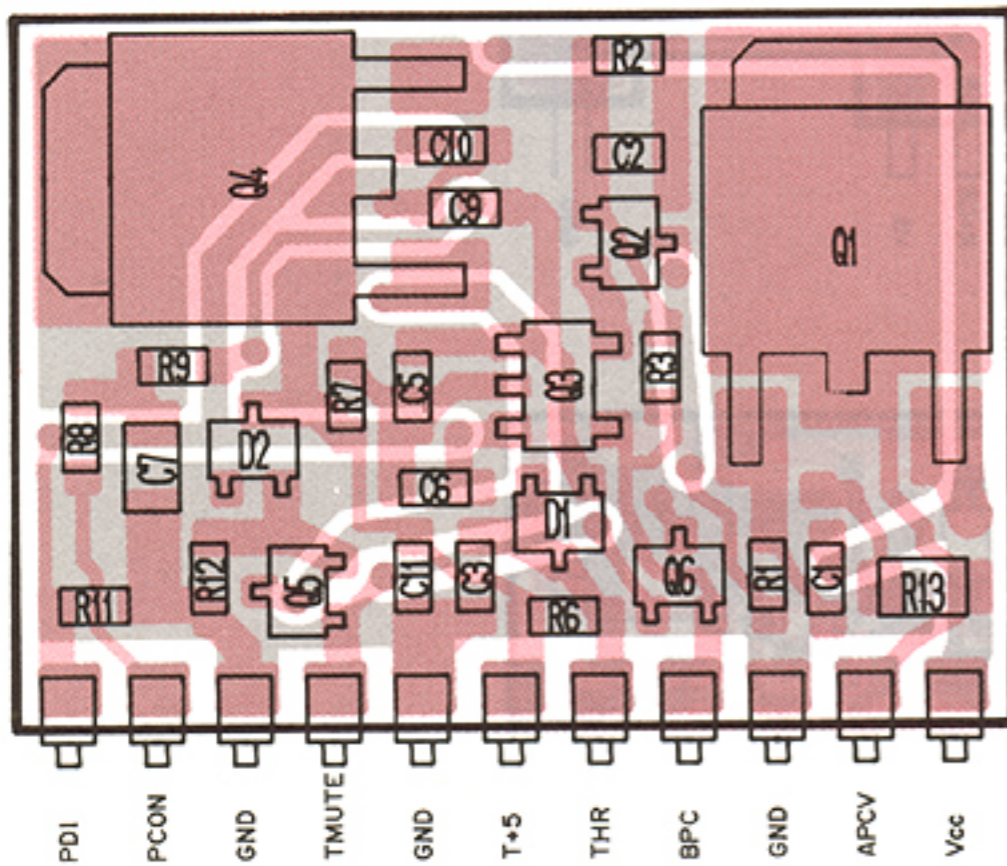 R2
C10
C2
Q4
C9
Q2
Q1
R9
R7
C5
Q3
R3
R8
C7
D2
C6
D1
R11
R12
Q5
C11
C3
R6
Q6
R1
C1
R13
PDI
PCON
GND
TMUTE
GND
T+5
THR
BPC
GND
APCV
Vcc